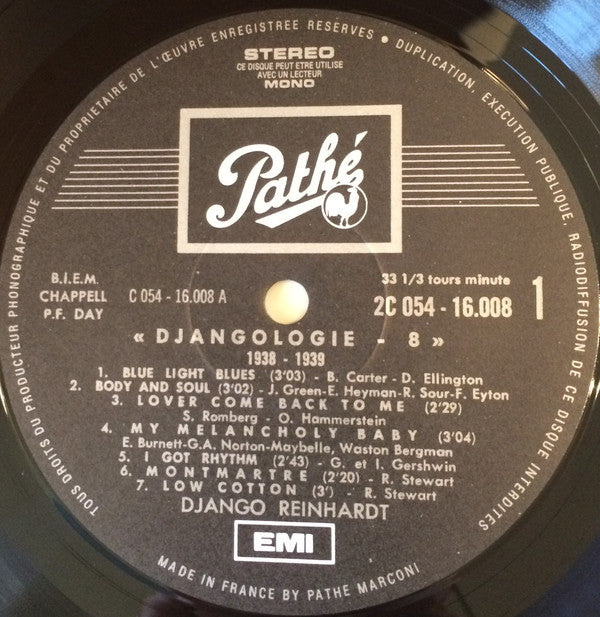 TOUS DROITS DU PRODUCTEUR PHONOGRAPHIQUE ET DU PROPRIETAIRE DE L'ŒUVRE ENREGISTREE RESERVES • DUPLICATION, EXECUTION PUBLIQUE, RADIODIFFUSION DE CE DISQUE INTERDITES
STEREO
CE DISQUE PEUT ETRE UTILISE
AVEC UN LECTEUR
MONO
Pathé
B.I.E.M.
CHAPPELL
P.F. DAY
C 054 - 16.008 A
33 1/3 tours minute
2C 054 - 16.008
1
« DJANGOLOGIE - 8 »
1938 - 1939
1. BLUE LIGHT BLUES (3'03) - B. Carter - D. Ellington
2. BODY AND SOUL (3'02) - J. Green-E. Heyman-R. Sour-F. Eyton
3. LOVER COME BACK TO ME (2'29)
S. Romberg - O. Hammerstein
4. MY MELANCHOLY BABY (3'04)
E. Burnett-G.A. Norton-Maybelle, Waston Bergman
5. I GOT RHYTHM (2'43) - G. et I. Gershwin
6. MONTMARTRE (2'20) - R. Stewart
7. LOW COTTON (3') - R. Stewart
DJANGO REINHARDT
EMI
MADE IN FRANCE BY PATHE MARCONI